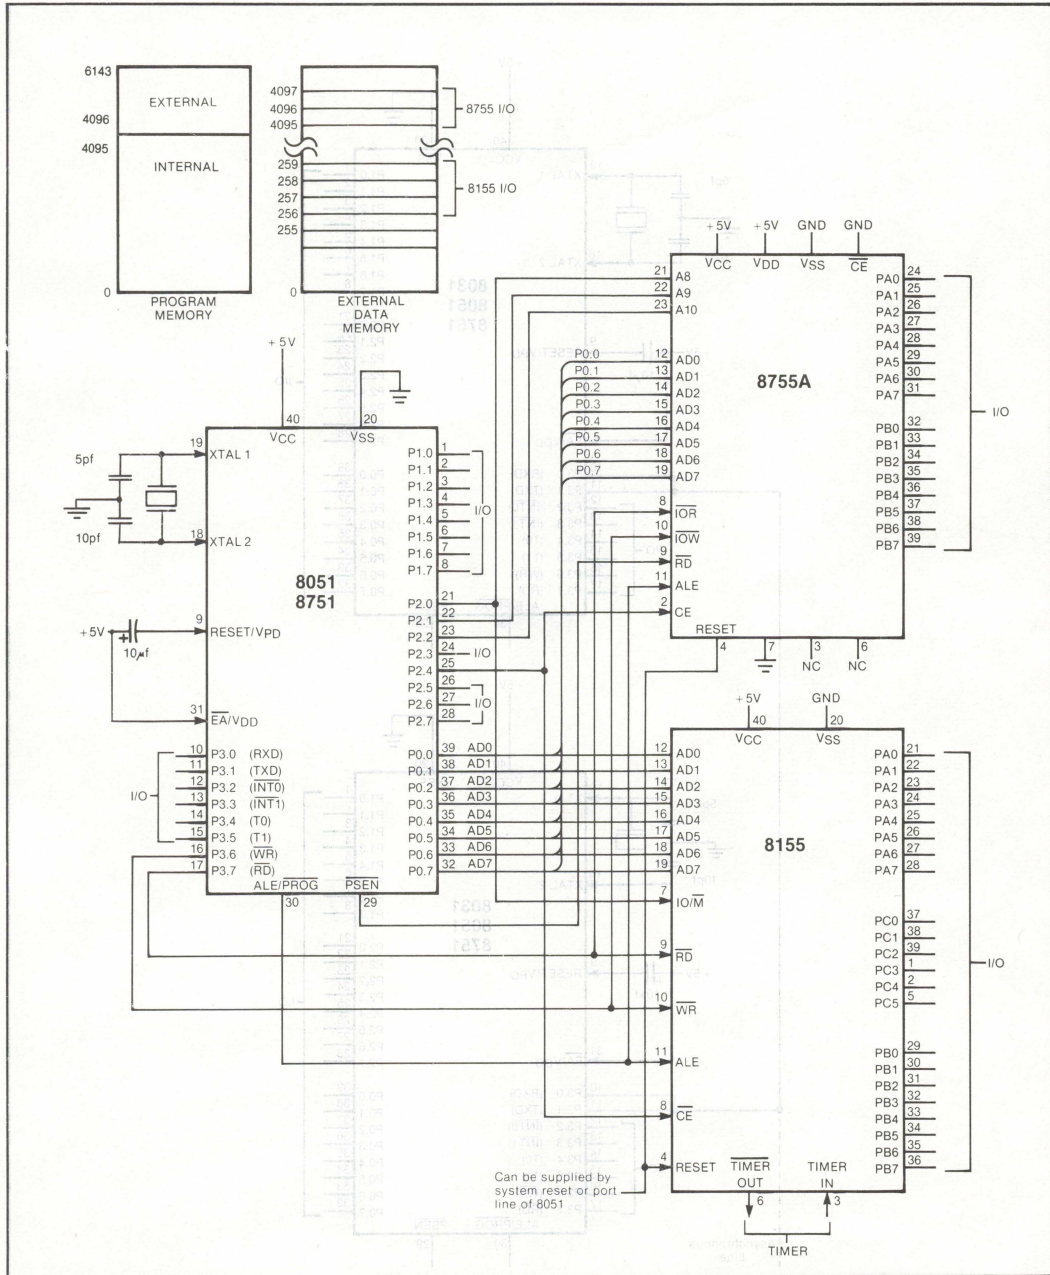 6143
EXTERNAL
4096
4095
INTERNAL
0
PROGRAM
MEMORY
4097
4096
4095
8755 I/O
259
258
257
256
255
8155 I/O
0
EXTERNAL
DATA
MEMORY
+5V
40
VCC
20
VSS
19
XTAL 1
5pf
10pf
18
XTAL 2
8051
8751
+5V
10µf
9
RESET/VPD
31
EA/VDD
I/O
10 P3.0 (RXD)
11 P3.1 (TXD)
12 P3.2 (INT0)
13 P3.3 (INT1)
14 P3.4 (T0)
15 P3.5 (T1)
16 P3.6 (WR)
17 P3.7 (RD)
ALE/PROG
30
PSEN
29
P1.0 1
P1.1 2
P1.2 3
P1.3 4
P1.4 5
P1.5 6
P1.6 7
P1.7 8
I/O
P2.0 21
P2.1 22
P2.2 23
P2.3 24 I/O
P2.4 25
P2.5 26
P2.6 27
P2.7 28
I/O
P0.0 39 AD0
P0.1 38 AD1
P0.2 37 AD2
P0.3 36 AD3
P0.4 35 AD4
P0.5 34 AD5
P0.6 33 AD6
P0.7 32 AD7
+5V
VCC
+5V
VDD
GND
VSS
GND
CE
21 A8
22 A9
23 A10
P0.0 12 AD0
P0.1 13 AD1
P0.2 14 AD2
P0.3 15 AD3
P0.4 16 AD4
P0.5 17 AD5
P0.6 18 AD6
P0.7 19 AD7
8755A
8 IOR
10 IOW
9 RD
11 ALE
2 CE
RESET
4
7
3
NC
6
NC
PA0 24
PA1 25
PA2 26
PA3 27
PA4 28
PA5 29
PA6 30
PA7 31
PB0 32
PB1 33
PB2 34
PB3 35
PB4 36
PB5 37
PB6 38
PB7 39
I/O
+5V
40
VCC
GND
20
VSS
12 AD0
13 AD1
14 AD2
15 AD3
16 AD4
17 AD5
18 AD6
19 AD7
8155
7 IO/M
9 RD
10 WR
11 ALE
8 CE
4 RESET
TIMER
OUT
6
TIMER
IN
3
TIMER
Can be supplied by
system reset or port
line of 8051
PA0 21
PA1 22
PA2 23
PA3 24
PA4 25
PA5 26
PA6 27
PA7 28
PC0 37
PC1 38
PC2 39
PC3 1
PC4 2
PC5 5
PB0 29
PB1 30
PB2 31
PB3 32
PB4 33
PB5 34
PB6 35
PB7 36
I/O